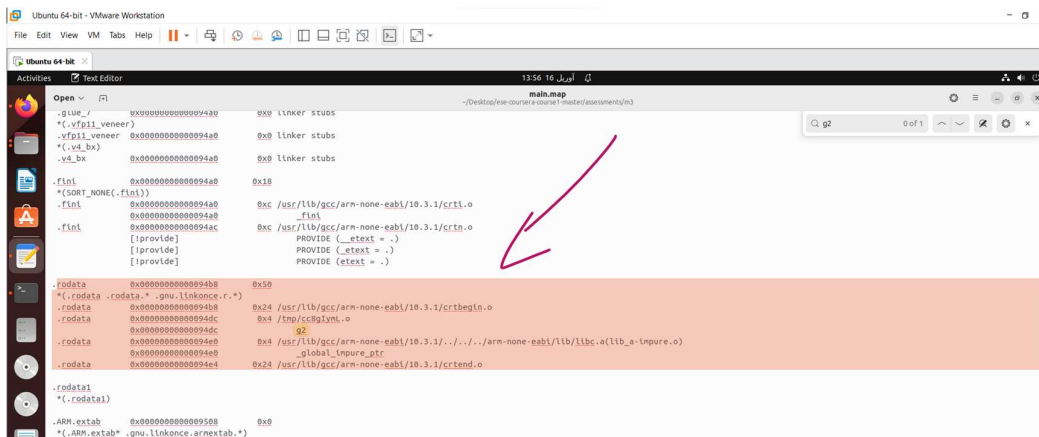 Ubuntu 64-bit - VMware Workstation
File Edit View VM Tabs Help
Ubuntu 64-bit
Activities Text Editor 13:56 16 آوریل
Open main.map
~/Desktop/ese-coursera-course1-master/assessments/m3
g2 0 of 1
.glue_7 0x00000000000094a0 0x0 linker stubs
*(.vfp11_veneer)
.vfp11_veneer 0x00000000000094a0 0x0 linker stubs
*(.v4_bx)
.v4_bx 0x00000000000094a0 0x0 linker stubs
.fini 0x00000000000094a0 0x18
*(SORT_NONE(.fini))
.fini 0x00000000000094a0 0xc /usr/lib/gcc/arm-none-eabi/10.3.1/crti.o
0x00000000000094a0 _fini
.fini 0x00000000000094ac 0xc /usr/lib/gcc/arm-none-eabi/10.3.1/crtn.o
[!provide] PROVIDE (__etext = .)
[!provide] PROVIDE (_etext = .)
[!provide] PROVIDE (etext = .)
.rodata 0x00000000000094b8 0x50
*(.rodata .rodata.* .gnu.linkonce.r.*)
.rodata 0x00000000000094b8 0x24 /usr/lib/gcc/arm-none-eabi/10.3.1/crtbegin.o
.rodata 0x00000000000094dc 0x4 /tmp/cc8gIymL.o
0x00000000000094dc g2
.rodata 0x00000000000094e0 0x4 /usr/lib/gcc/arm-none-eabi/10.3.1/../../../arm-none-eabi/lib/libc.a(lib_a-impure.o)
0x00000000000094e0 _global_impure_ptr
.rodata 0x00000000000094e4 0x24 /usr/lib/gcc/arm-none-eabi/10.3.1/crtend.o
.rodata1
*(.rodata1)
.ARM.extab 0x0000000000009508 0x0
*(.ARM.extab* .gnu.linkonce.armextab.*)